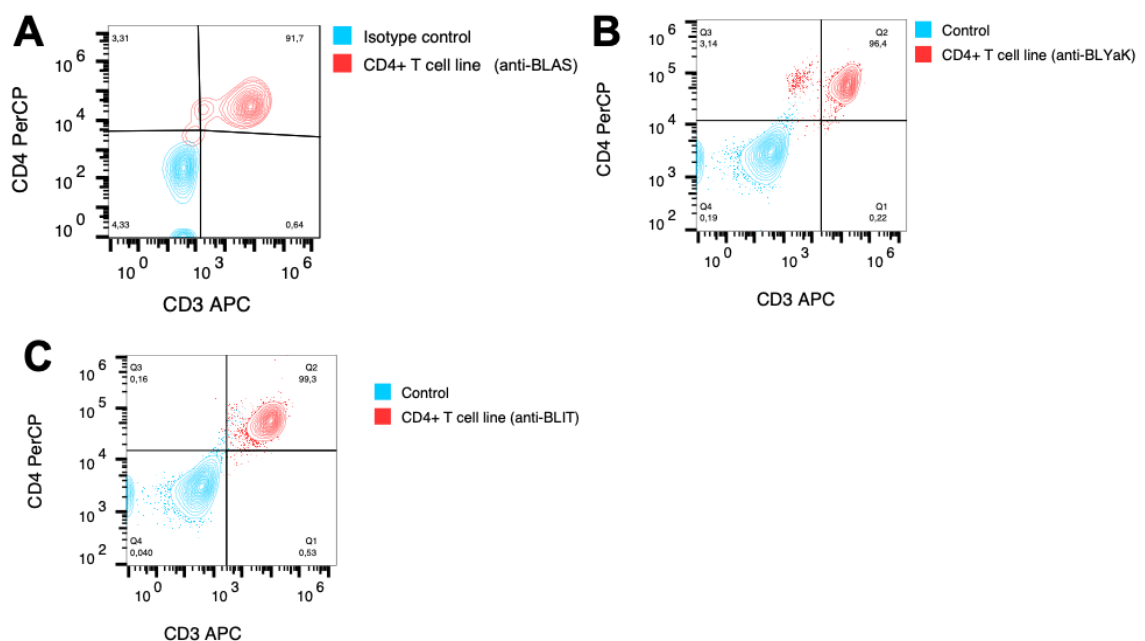 A
3,31
91,7
10 6
10 4
10 2
10 0
CD4 PerCP
4,33
0,64
10 0
10 3
10 6
CD3 APC
Isotype control
CD4+ T cell line (anti-BLAS)
B
Q3
3,14
Q2
96,4
10 6
10 5
10 4
10 3
10 2
CD4 PerCP
Q4
0,19
Q1
0,22
10 0
10 3
10 6
CD3 APC
Control
CD4+ T cell line (anti-BLYaK)
C
Q3
0,16
Q2
99,3
10 6
10 5
10 4
10 3
10 2
CD4 PerCP
Q4
0,040
Q1
0,53
10 0
10 3
10 6
CD3 APC
Control
CD4+ T cell line (anti-BLIT)